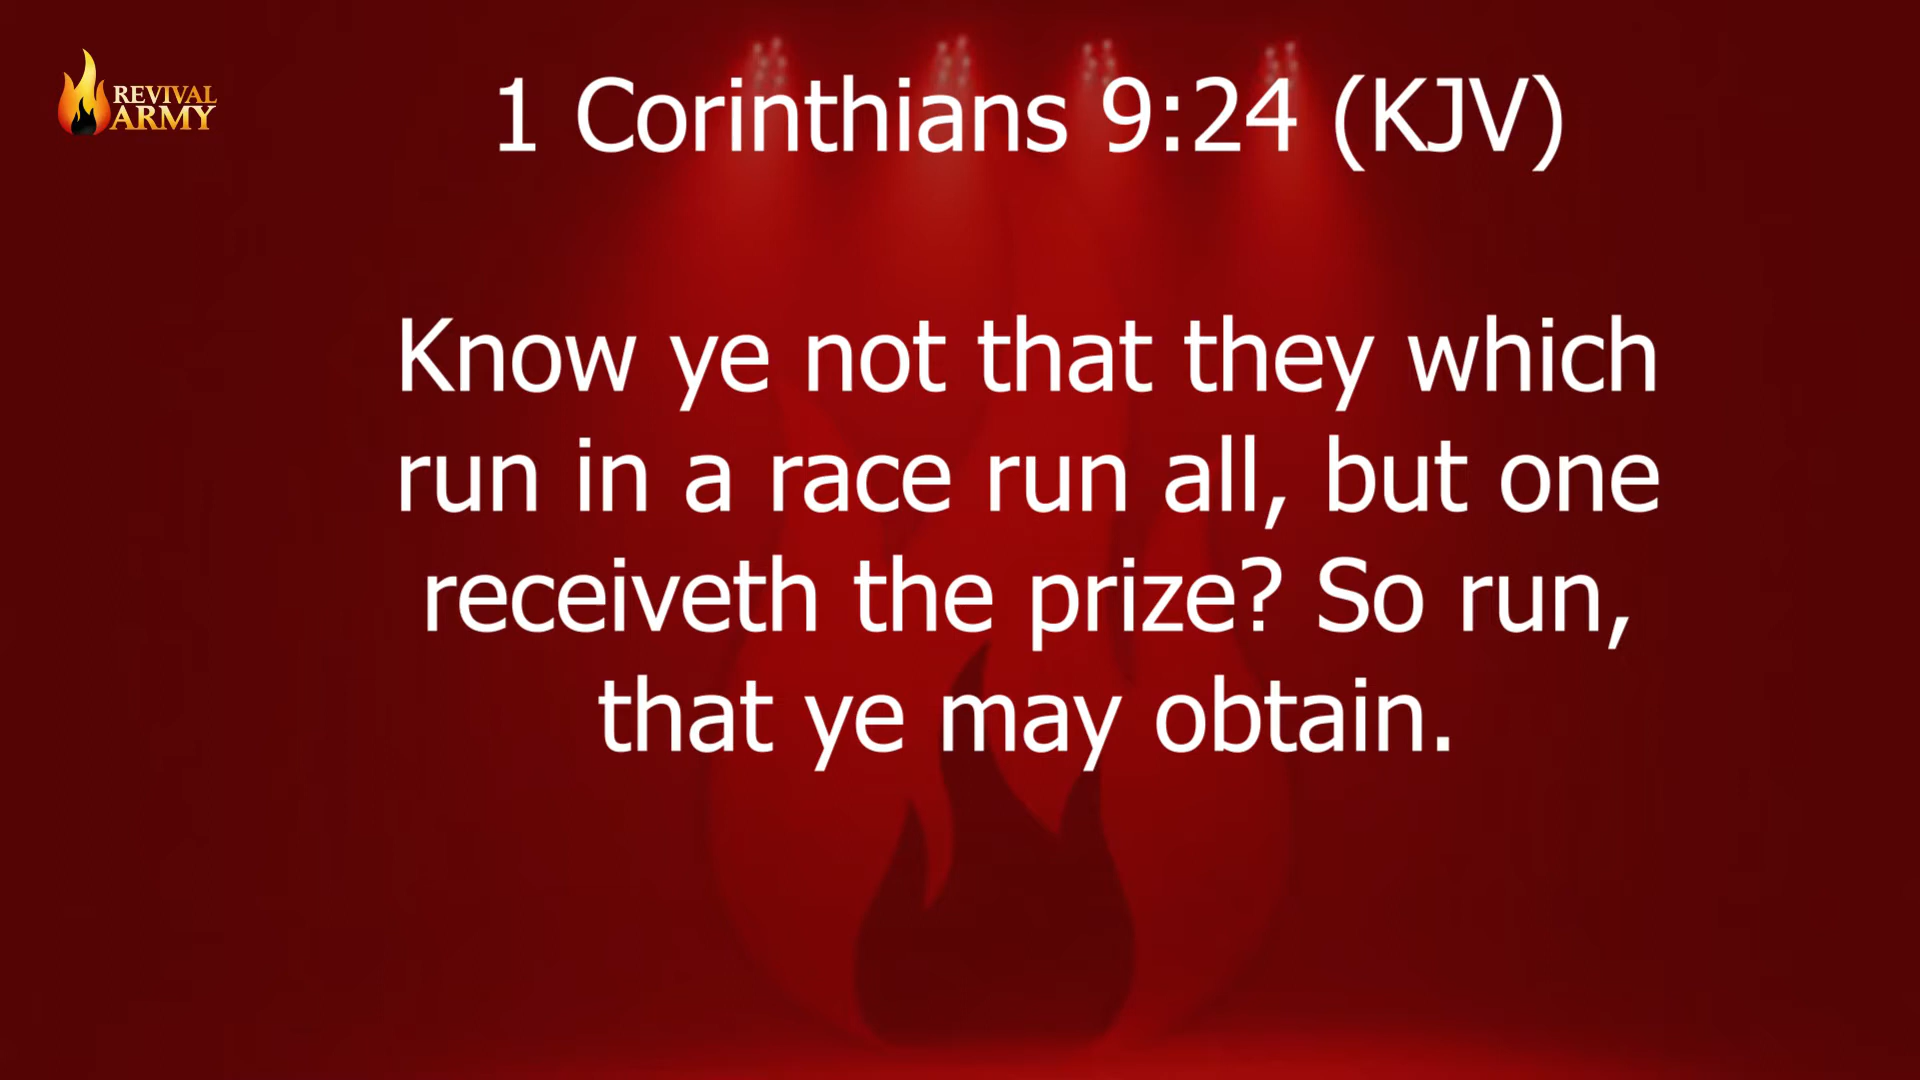 REVIVAL
ARMY
1 Corinthians 9:24 (KJV)
Know ye not that they which
run in a race run all, but one
receiveth the prize? So run,
that ye may obtain.